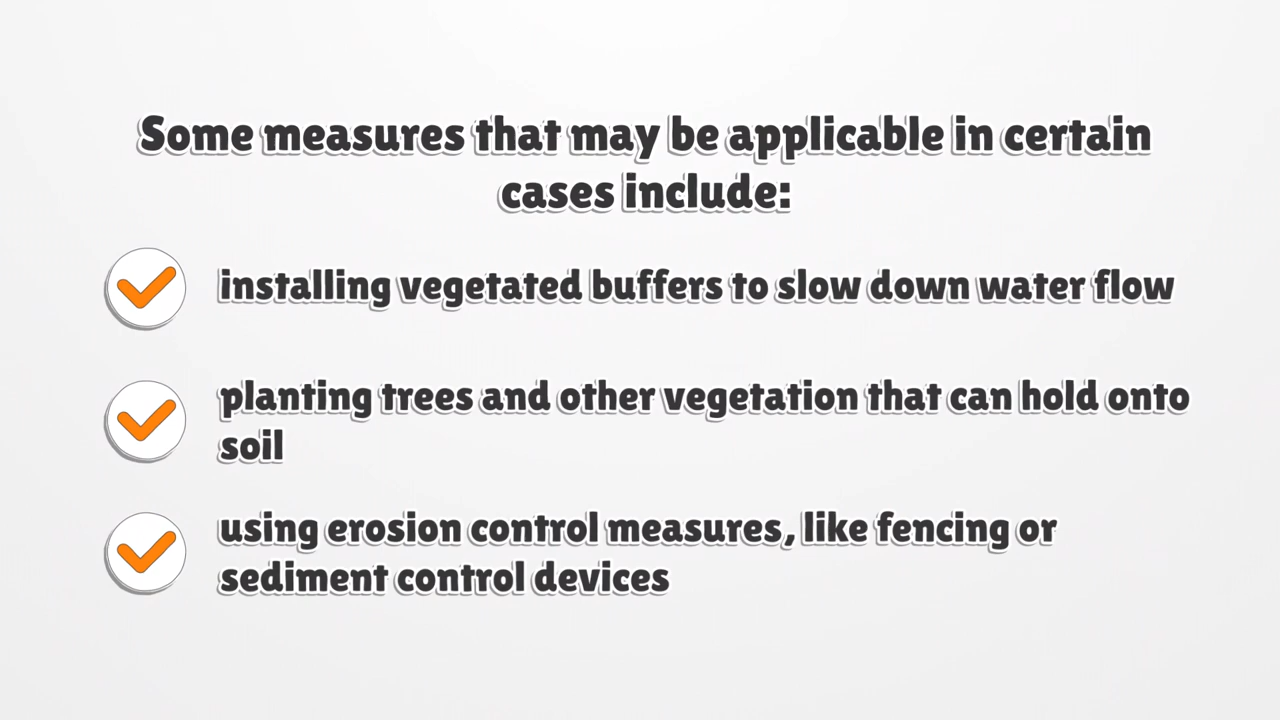 Some measures that may be applicable in certain
cases include:
installing vegetated buffers to slow down water flow
planting trees and other vegetation that can hold onto
soil
using erosion control measures, like fencing or
sediment control devices